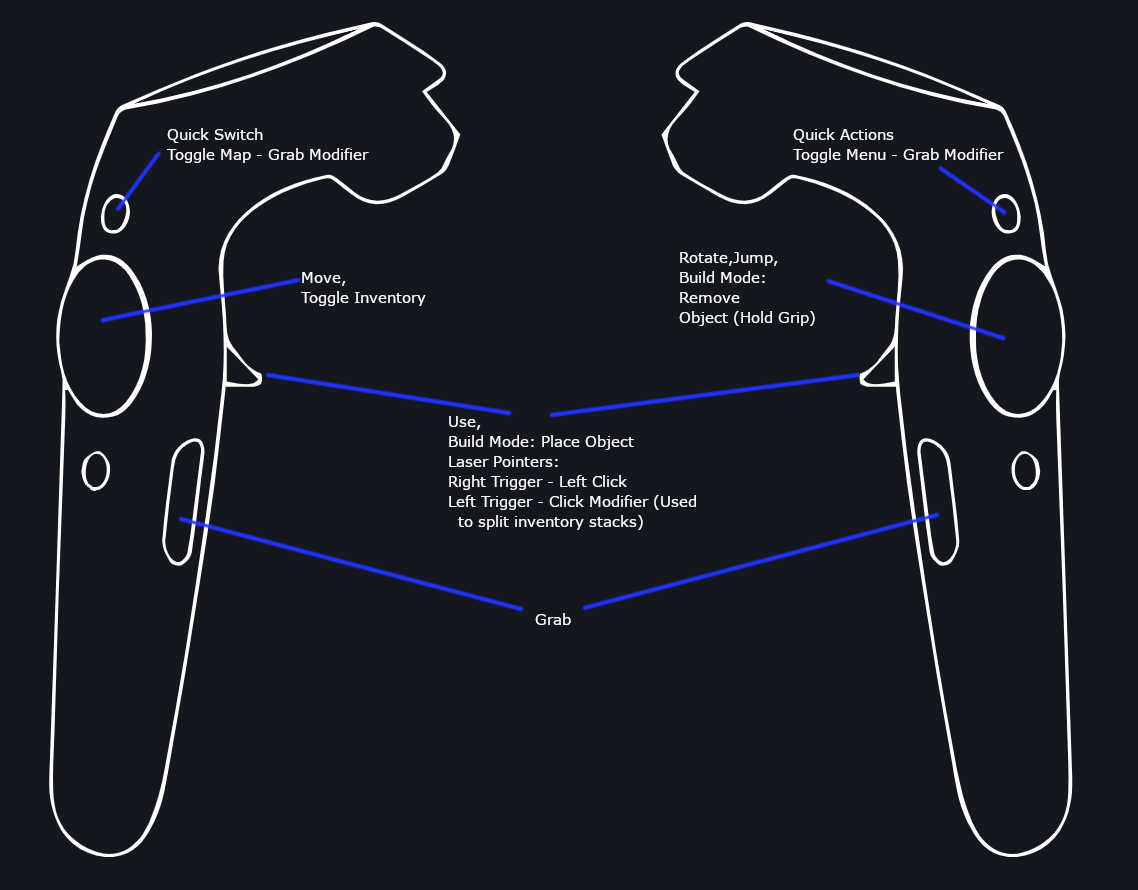 Quick Switch
Toggle Map - Grab Modifier
Quick Actions
Toggle Menu - Grab Modifier
Move,
Toggle Inventory
Rotate,Jump,
Build Mode:
Remove
Object (Hold Grip)
Use,
Build Mode: Place Object
Laser Pointers:
Right Trigger - Left Click
Left Trigger - Click Modifier (Used
to split inventory stacks)
Grab